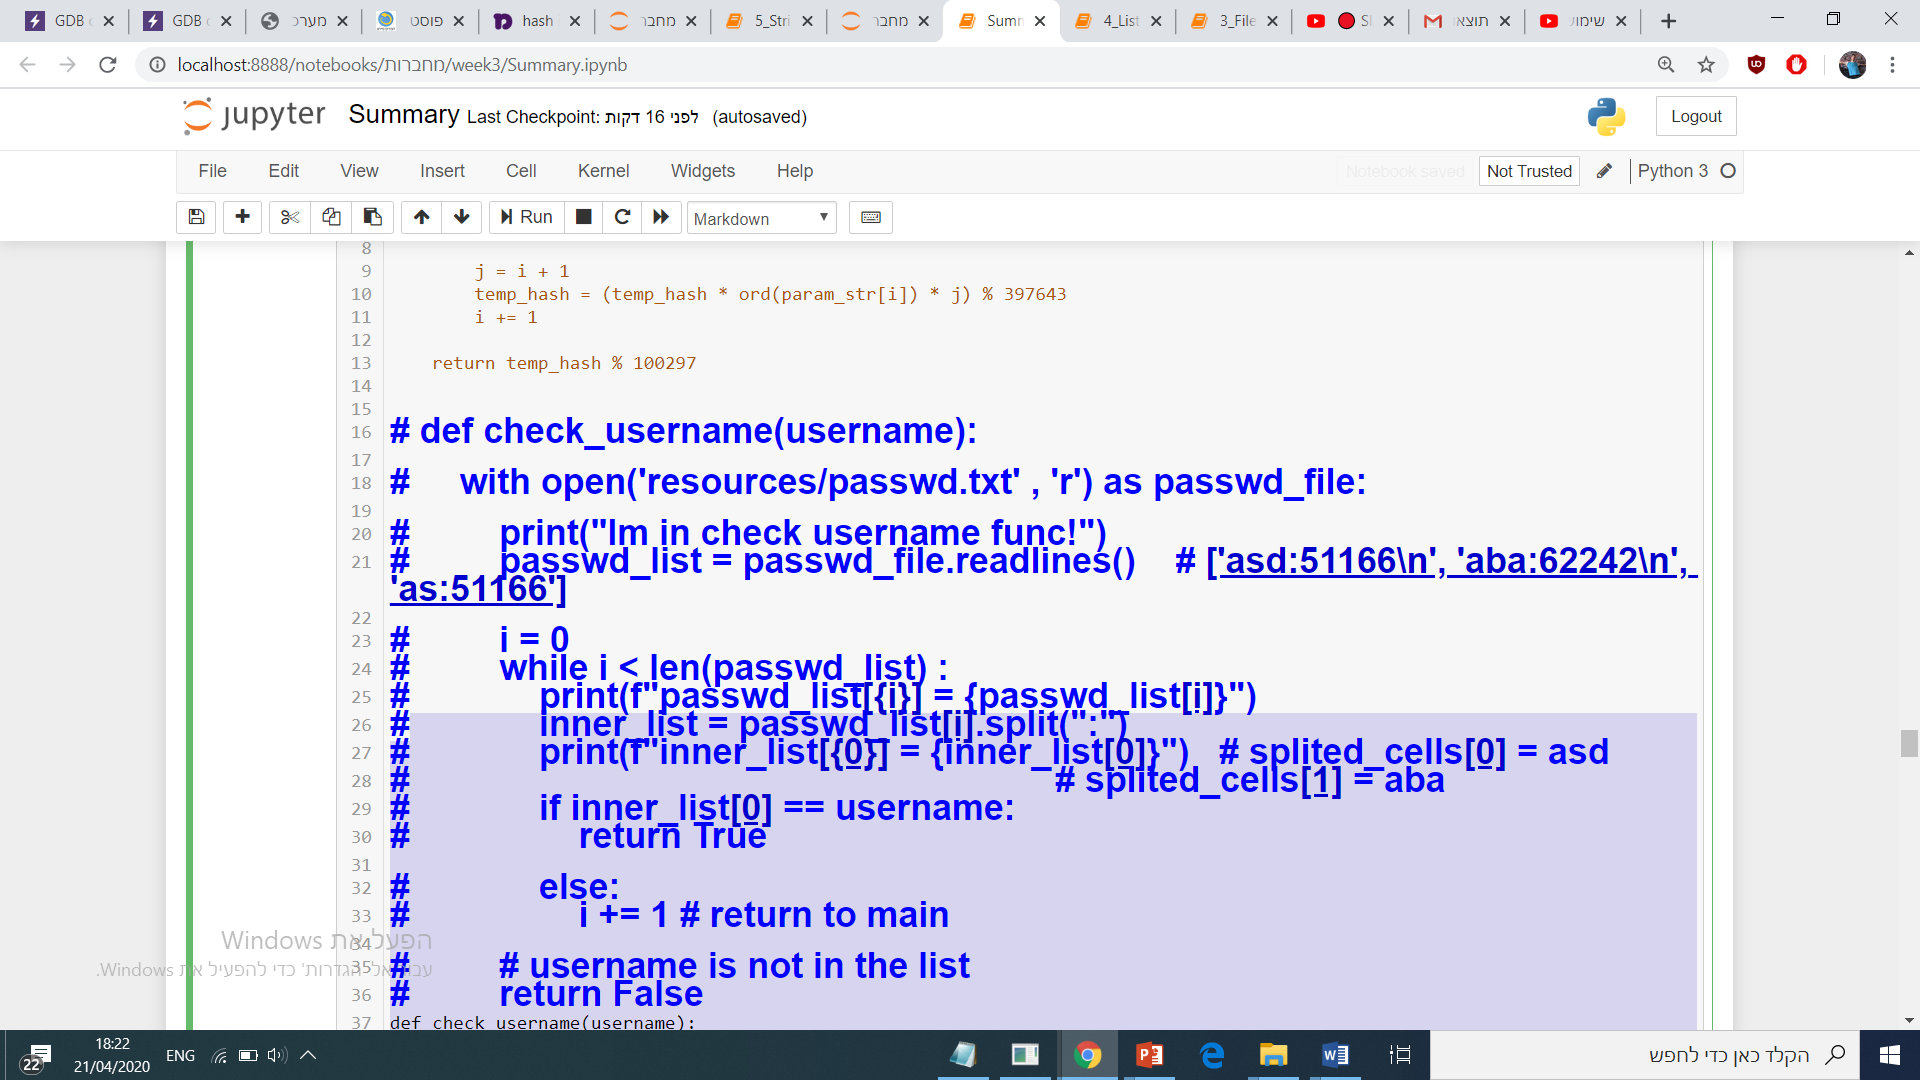 GDB
GDB
מערכ
פוסט
hash
מחבר
5_Stri
מחבר
Sumn
4_List
3_File
תוצאו
שימוע
localhost:8888/notebooks/מחברות/week3/Summary.ipynb
jupyter Summary Last Checkpoint: לפני 16 דקות (autosaved)
Logout
File Edit View Insert Cell Kernel Widgets Help
Notebook saved Not Trusted Python 3
Run Markdown
8
9 j = i + 1
10 temp_hash = (temp_hash * ord(param_str[i]) * j) % 397643
11 i += 1
12
13 return temp_hash % 100297
14
15
16 # def check_username(username):
17
18 # with open('resources/passwd.txt' , 'r') as passwd_file:
19
20 # print("Im in check username func!")
21 # passwd_list = passwd_file.readlines() # ['asd:51166\n', 'aba:62242\n',
'as:51166']
22
23 # i = 0
24 # while i < len(passwd_list) :
25 # print(f"passwd_list[{i}] = {passwd_list[i]}")
26 # inner_list = passwd_list[i].split(":")
27 # print(f"inner_list[{0}] = {inner_list[0]}") # splited_cells[0] = asd
28 # # splited_cells[1] = aba
29 # if inner_list[0] == username:
30 # return True
31
32 # else:
33 # i += 1 # return to main
34
35 # # username is not in the list
36 # return False
37 def check_username(username):
הפעל את Windows
עבור אל 'הגדרות' כדי להפעיל את Windows.
22
18:22
21/04/2020
ENG
הקלד כאן כדי לחפש